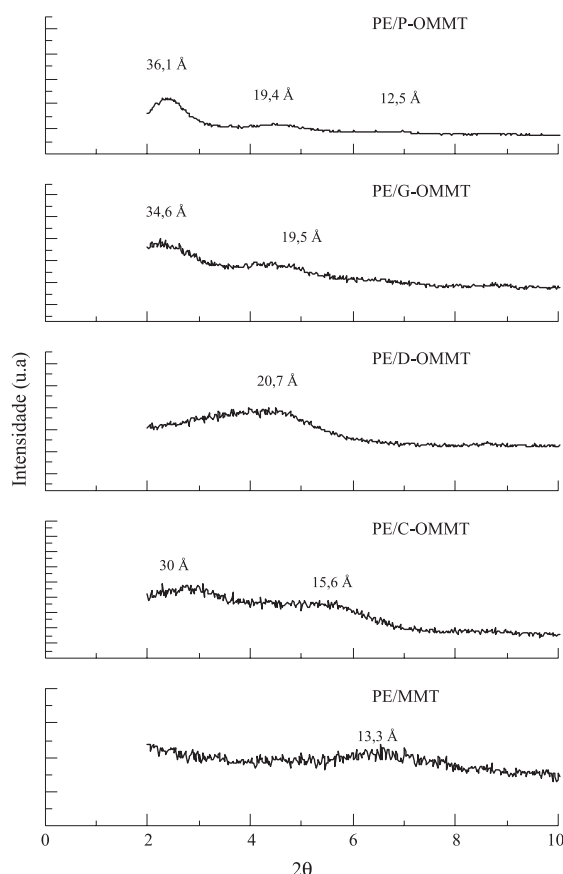 PE/P-OMMT
36,1 Å
19,4 Å
12,5 Å
PE/G-OMMT
34,6 Å
19,5 Å
PE/D-OMMT
20,7 Å
PE/C-OMMT
30 Å
15,6 Å
PE/MMT
13,3 Å
Intensidade (u.a)
0 2 4 6 8 10
2θ